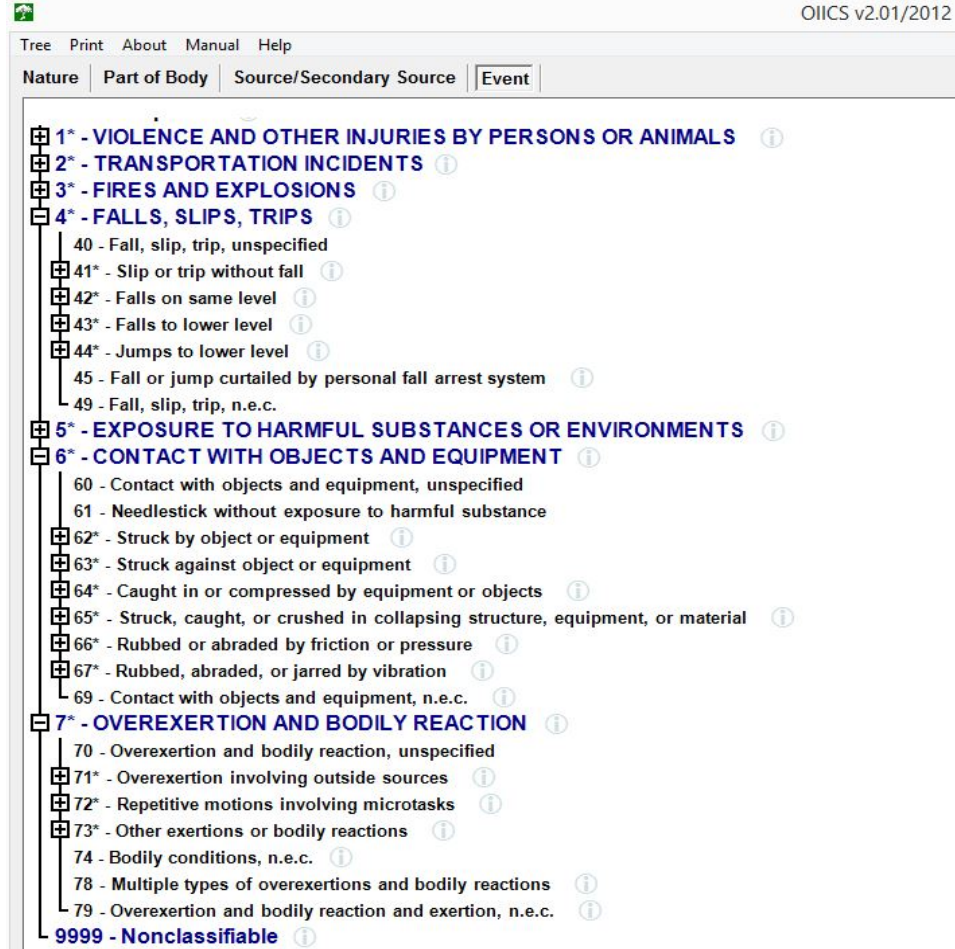 OIICS v2.01/2012
Tree Print About Manual Help
Nature Part of Body Source/Secondary Source Event
1* - VIOLENCE AND OTHER INJURIES BY PERSONS OR ANIMALS
2* - TRANSPORTATION INCIDENTS
3* - FIRES AND EXPLOSIONS
4* - FALLS, SLIPS, TRIPS
40 - Fall, slip, trip, unspecified
41* - Slip or trip without fall
42* - Falls on same level
43* - Falls to lower level
44* - Jumps to lower level
45 - Fall or jump curtailed by personal fall arrest system
49 - Fall, slip, trip, n.e.c.
5* - EXPOSURE TO HARMFUL SUBSTANCES OR ENVIRONMENTS
6* - CONTACT WITH OBJECTS AND EQUIPMENT
60 - Contact with objects and equipment, unspecified
61 - Needlestick without exposure to harmful substance
62* - Struck by object or equipment
63* - Struck against object or equipment
64* - Caught in or compressed by equipment or objects
65* - Struck, caught, or crushed in collapsing structure, equipment, or material
66* - Rubbed or abraded by friction or pressure
67* - Rubbed, abraded, or jarred by vibration
69 - Contact with objects and equipment, n.e.c.
7* - OVEREXERTION AND BODILY REACTION
70 - Overexertion and bodily reaction, unspecified
71* - Overexertion involving outside sources
72* - Repetitive motions involving microtasks
73* - Other exertions or bodily reactions
74 - Bodily conditions, n.e.c.
78 - Multiple types of overexertions and bodily reactions
79 - Overexertion and bodily reaction and exertion, n.e.c.
9999 - Nonclassifiable